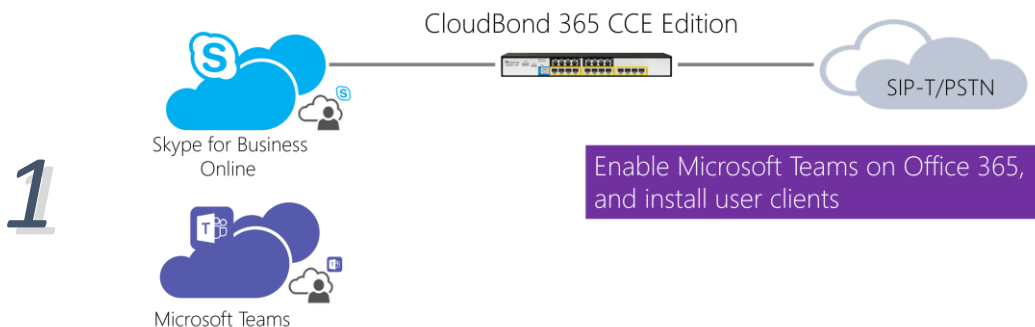 CloudBond 365 CCE Edition
S
S
SIP-T/PSTN
Skype for Business
Online
Enable Microsoft Teams on Office 365,
and install user clients
1
T
Microsoft Teams